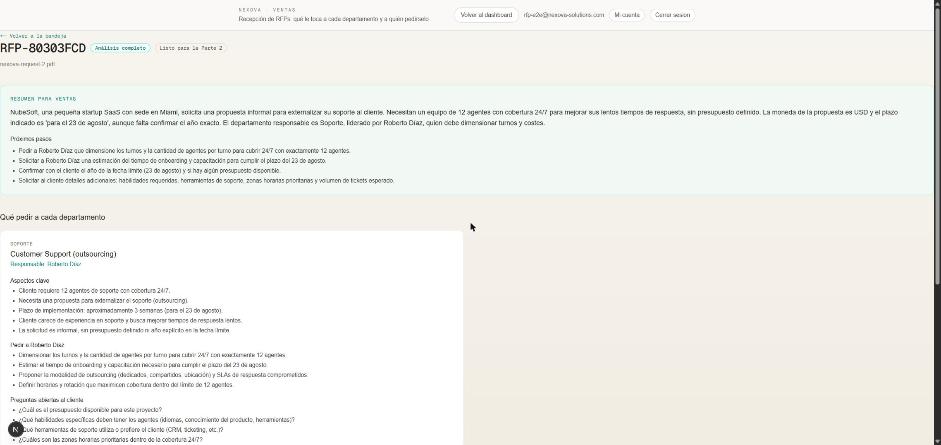 NEXOVA · VENTAS
Recepción de RFPs: qué le toca a cada departamento y a quién pedírselo
Volver al dashboard
rfp-e2e@nexova-solutions.com
Mi cuenta
Cerrar sesion
← Volver a la bandeja
RFP-80303FCD
Análisis completo
Listo para la Parte 2
nexova-request-2.pdf
RESUMEN PARA VENTAS
NubeSoft, una pequeña startup SaaS con sede en Miami, solicita una propuesta informal para externalizar su soporte al cliente. Necesitan un equipo de 12 agentes con cobertura 24/7 para mejorar sus lentos tiempos de respuesta, sin presupuesto definido. La moneda de la propuesta es USD y el plazo
indicado es 'para el 23 de agosto', aunque falta confirmar el año exacto. El departamento responsable es Soporte, liderado por Roberto Díaz, quien debe dimensionar turnos y costes.
Próximos pasos
• Pedir a Roberto Díaz que dimensione los turnos y la cantidad de agentes por turno para cubrir 24/7 con exactamente 12 agentes.
• Solicitar a Roberto Díaz una estimación del tiempo de onboarding y capacitación para cumplir el plazo del 23 de agosto.
• Confirmar con el cliente el año de la fecha límite (23 de agosto) y si hay algún presupuesto disponible.
• Solicitar al cliente detalles adicionales: habilidades requeridas, herramientas de soporte, zonas horarias prioritarias y volumen de tickets esperado.
Qué pedir a cada departamento
SOPORTE
Customer Support (outsourcing)
Responsable: Roberto Díaz
Aspectos clave
• Cliente requiere 12 agentes de soporte con cobertura 24/7.
• Necesita una propuesta para externalizar el soporte (outsourcing).
• Plazo de implementación: aproximadamente 3 semanas (para el 23 de agosto).
• Cliente carece de experiencia en soporte y busca mejorar tiempos de respuesta lentos.
• La solicitud es informal, sin presupuesto definido ni año explícito en la fecha límite.
Pedir a Roberto Díaz
• Dimensionar los turnos y la cantidad de agentes por turno para cubrir 24/7 con exactamente 12 agentes.
• Estimar el tiempo de onboarding y capacitación necesario para cumplir el plazo del 23 de agosto.
• Proponer la modalidad de outsourcing (dedicados, compartidos, ubicación) y SLAs de respuesta comprometidos.
• Definir horarios y rotación que maximicen cobertura dentro del límite de 12 agentes.
Preguntas abiertas al cliente
• ¿Cuál es el presupuesto disponible para este proyecto?
• ¿Qué habilidades específicas deben tener los agentes (idiomas, conocimiento del producto, herramientas)?
• ¿Qué herramientas de soporte utiliza o prefiere el cliente (CRM, ticketing, etc.)?
• ¿Cuáles son las zonas horarias prioritarias dentro de la cobertura 24/7?
N